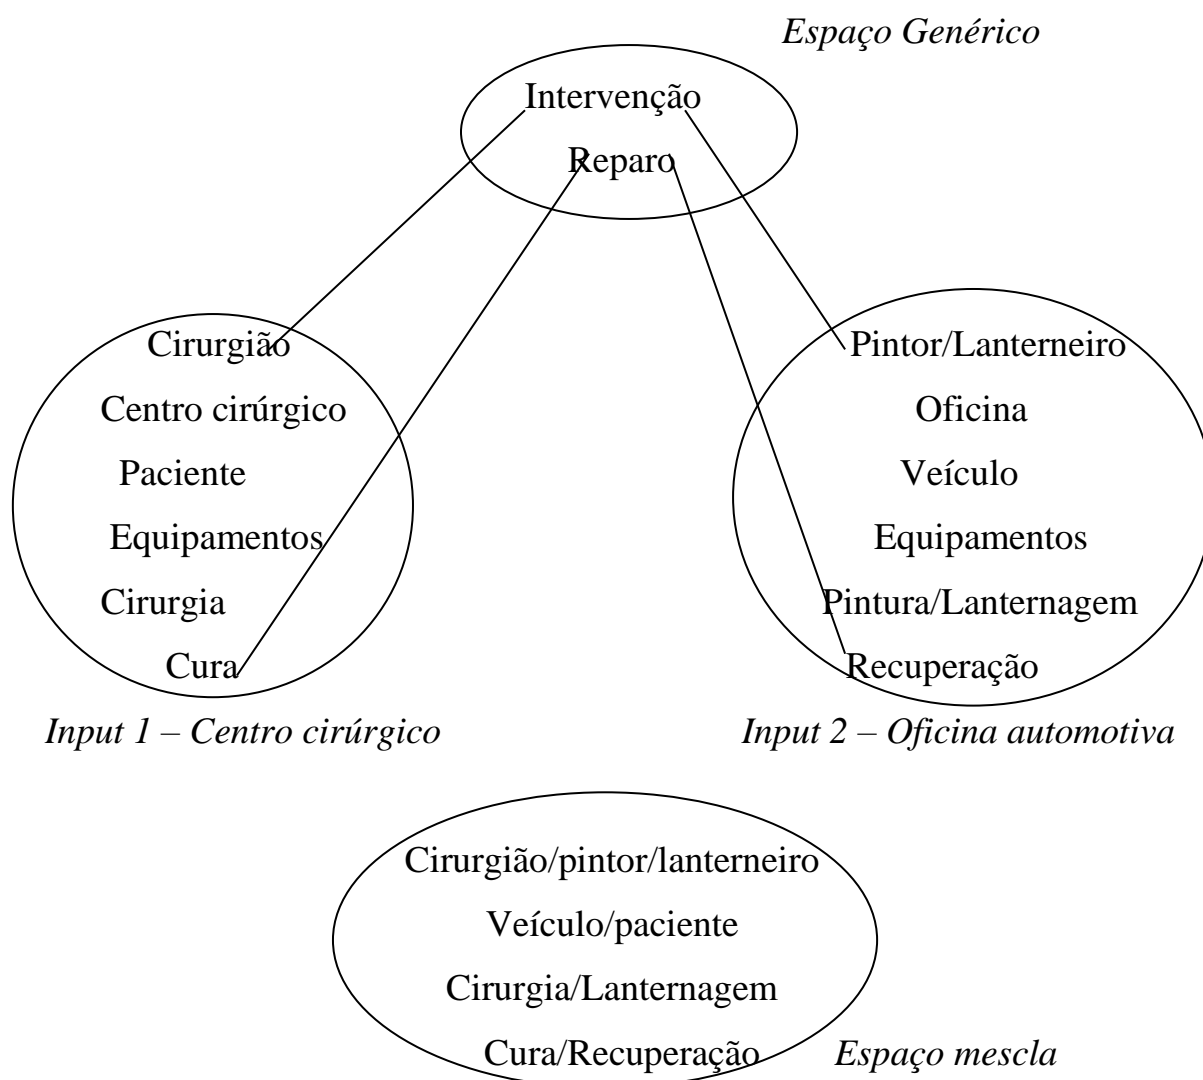 Espaço Genérico
Intervenção
Reparo
Cirurgião
Centro cirúrgico
Paciente
Equipamentos
Cirurgia
Cura
Input 1 – Centro cirúrgico
Pintor/Lanterneiro
Oficina
Veículo
Equipamentos
Pintura/Lanternagem
Recuperação
Input 2 – Oficina automotiva
Cirurgião/pintor/lanterneiro
Veículo/paciente
Cirurgia/Lanternagem
Cura/Recuperação
Espaço mescla